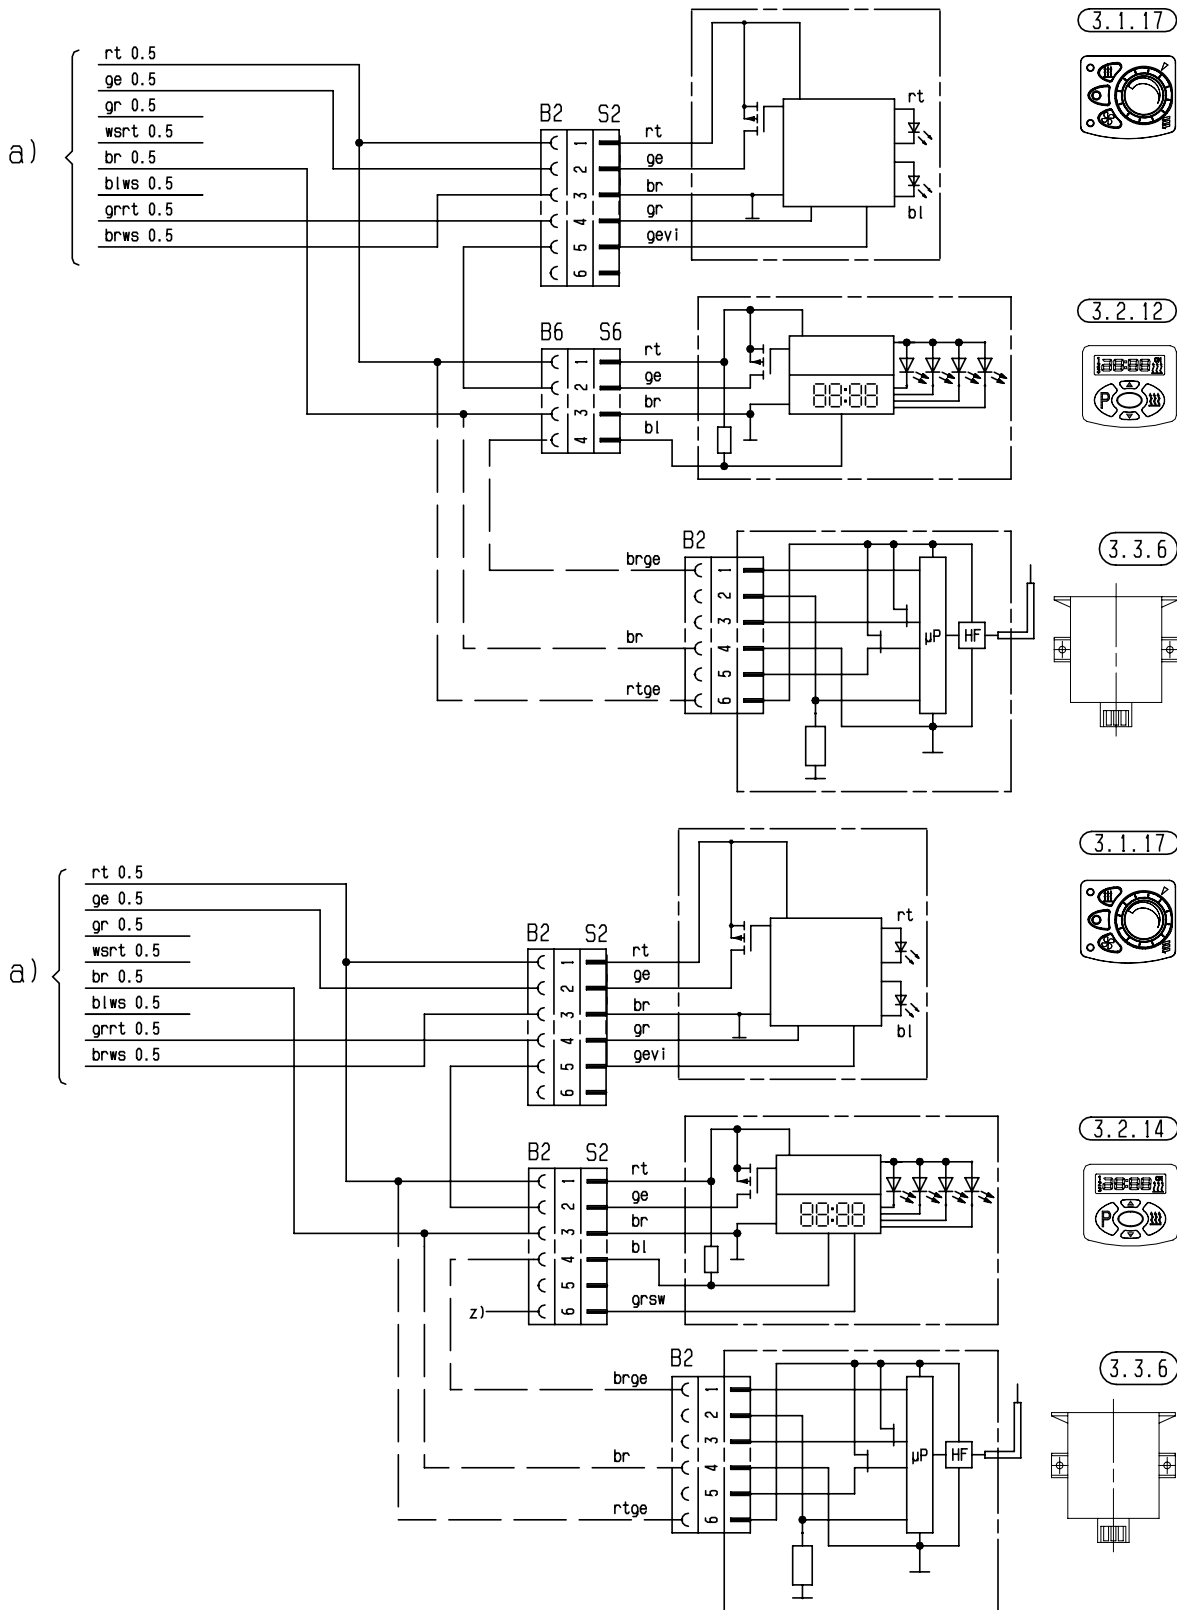 3.1.17
a)
rt 0.5
ge 0.5
gr 0.5
wsrt 0.5
br 0.5
blws 0.5
grrt 0.5
brws 0.5
B2 S2
1 rt
2 ge
3 br
4 gr
5 gevi
6
rt
bl
3.2.12
B6 S6
1 rt
2 ge
3 br
4 bl
88:88
88:88
P
3.3.6
B2
brge 1
2
3
br 4
5
rtge 6
µP HF
3.1.17
a)
rt 0.5
ge 0.5
gr 0.5
wsrt 0.5
br 0.5
blws 0.5
grrt 0.5
brws 0.5
B2 S2
1 rt
2 ge
3 br
4 gr
5 gevi
6
rt
bl
3.2.14
B2 S2
1 rt
2 ge
3 br
4 bl
5
z) 6 grsw
88:88
88:88
P
3.3.6
B2
brge 1
2
3
br 4
5
rtge 6
µP HF